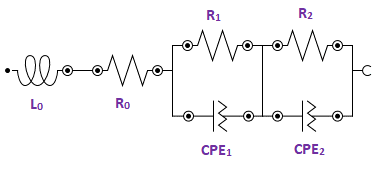 R₁ R₂
L₀ R₀
CPE₁ CPE₂